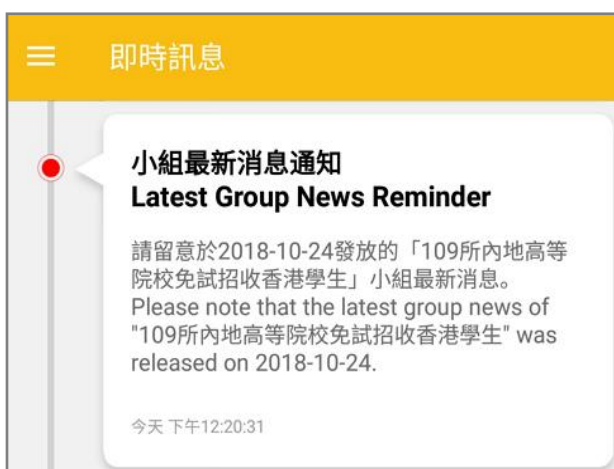 即時訊息
小組最新消息通知
Latest Group News Reminder
請留意於2018-10-24發放的「109所內地高等
院校免試招收香港學生」小組最新消息。
Please note that the latest group news of
"109所內地高等院校免試招收香港學生" was
released on 2018-10-24.
今天 下午12:20:31